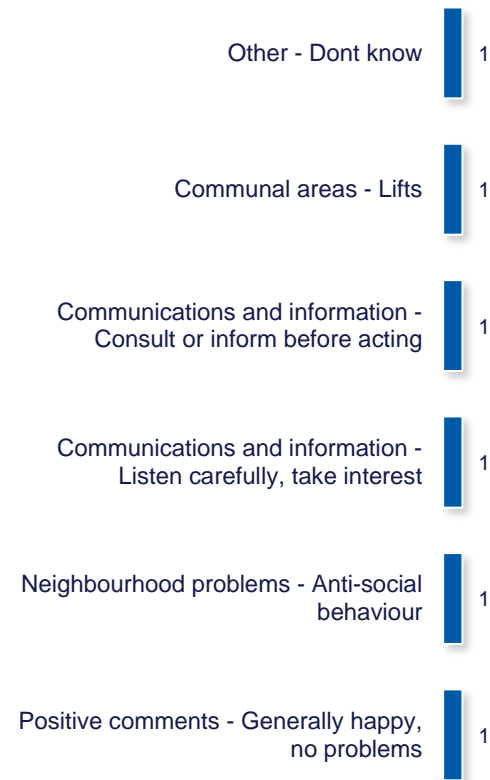 Other - Dont know
1
Communal areas - Lifts
1
Communications and information -
Consult or inform before acting
1
Communications and information -
Listen carefully, take interest
1
Neighbourhood problems - Anti-social
behaviour
1
Positive comments - Generally happy,
no problems
1